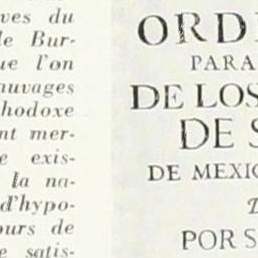 ves du
le Bur-
ue l'on
auvages
hodoxe
nt mer-
e exis-
la na-
d'hypo-
ours de
e satis-
ORD
PARA
DE LOS
DE S
DE MEXIC
D
POR S